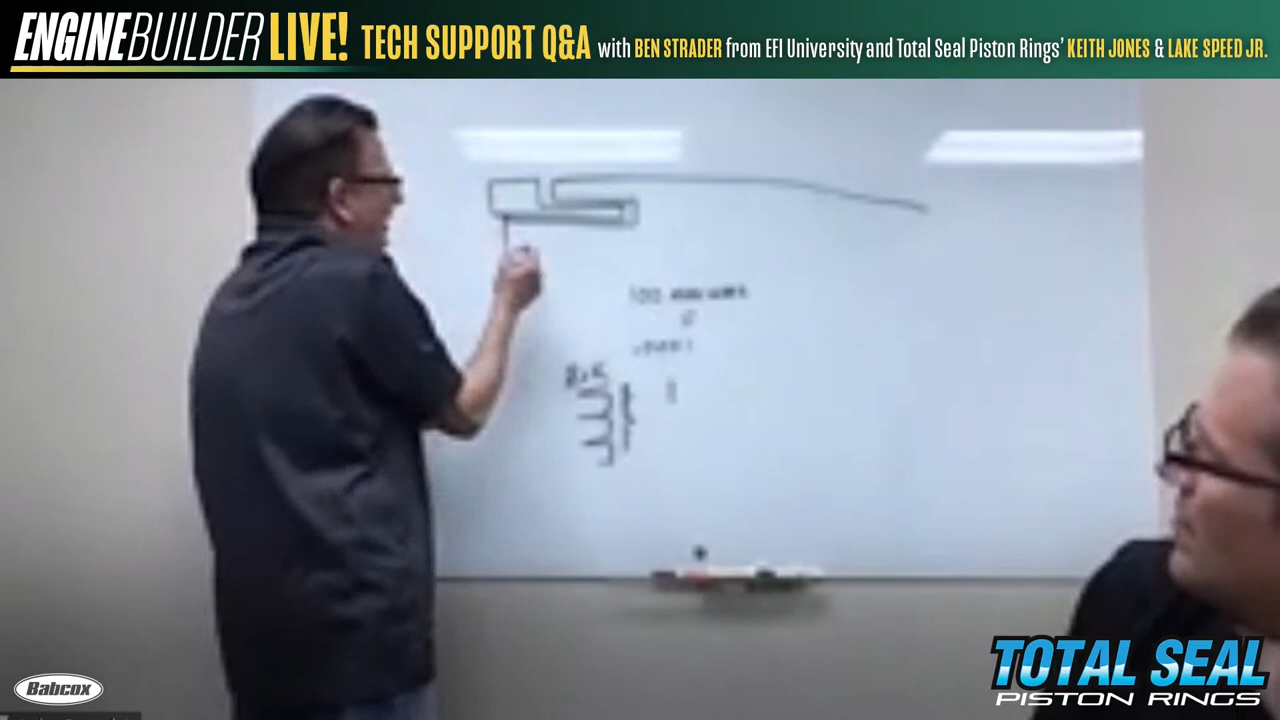 ENGINEBUILDER LIVE! TECH SUPPORT Q&A with BEN STRADER from EFI University and Total Seal Piston Rings' KEITH JONES & LAKE SPEED JR.
100
TOTAL SEAL
PISTON RINGS
Babcox